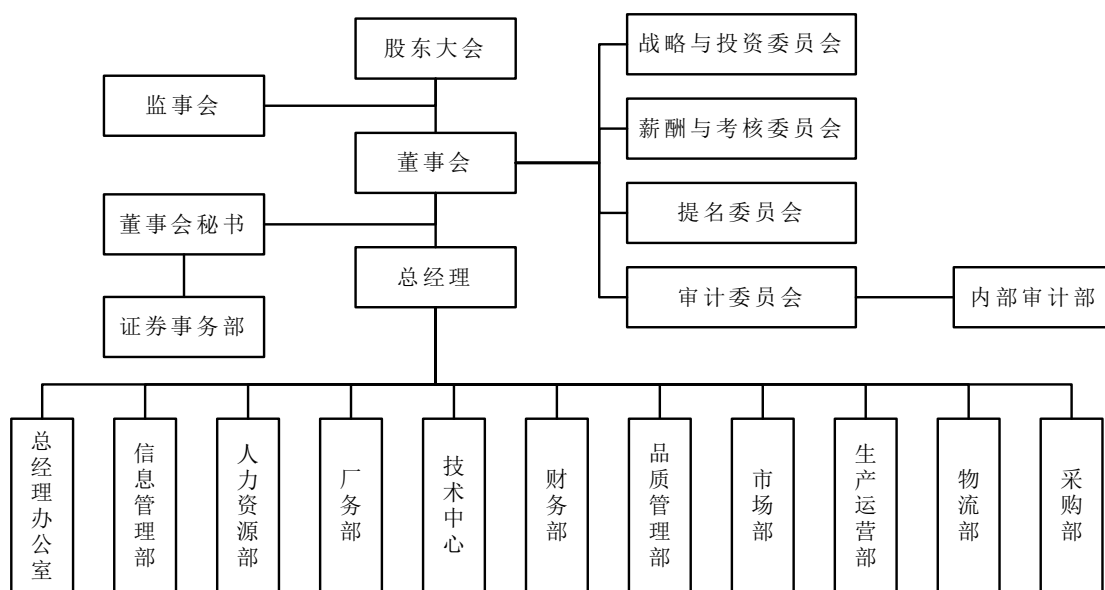 股东大会
战略与投资委员会
监事会
薪酬与考核委员会
董事会
提名委员会
董事会秘书
总经理
审计委员会
内部审计部
证券事务部
总经理办公室
信息管理部
人力资源部
厂务部
技术中心
财务部
品质管理部
市场部
生产运营部
物流部
采购部